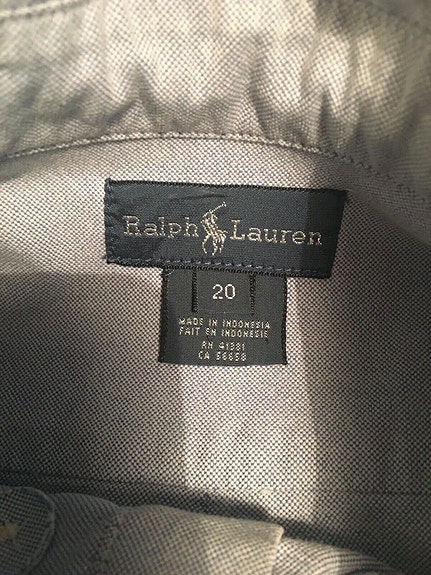 Ralph Lauren
20
MADE IN INDONESIA
FAIT EN INDONESIE
RN 41381
CA 56658